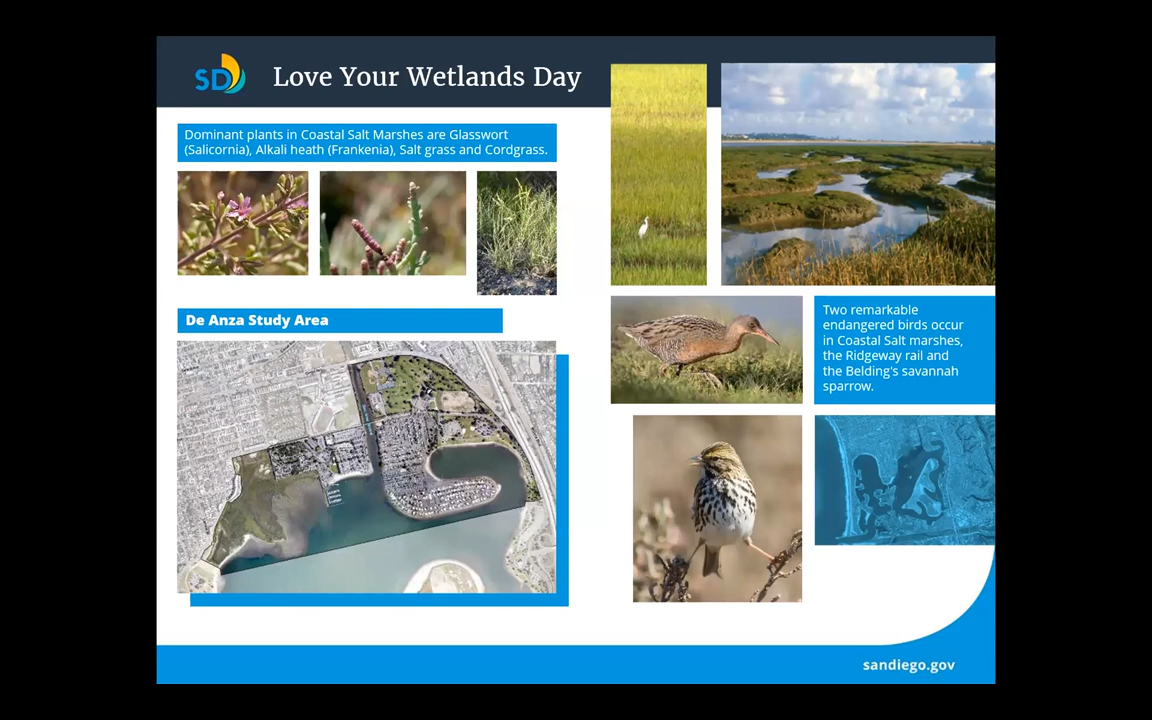 SD
Love Your Wetlands Day
Dominant plants in Coastal Salt Marshes are Glasswort
(Salicornia), Alkali heath (Frankenia), Salt grass and Cordgrass.
De Anza Study Area
Two remarkable
endangered birds occur
in Coastal Salt marshes,
the Ridgeway rail and
the Belding's savannah
sparrow.
sandiego.gov